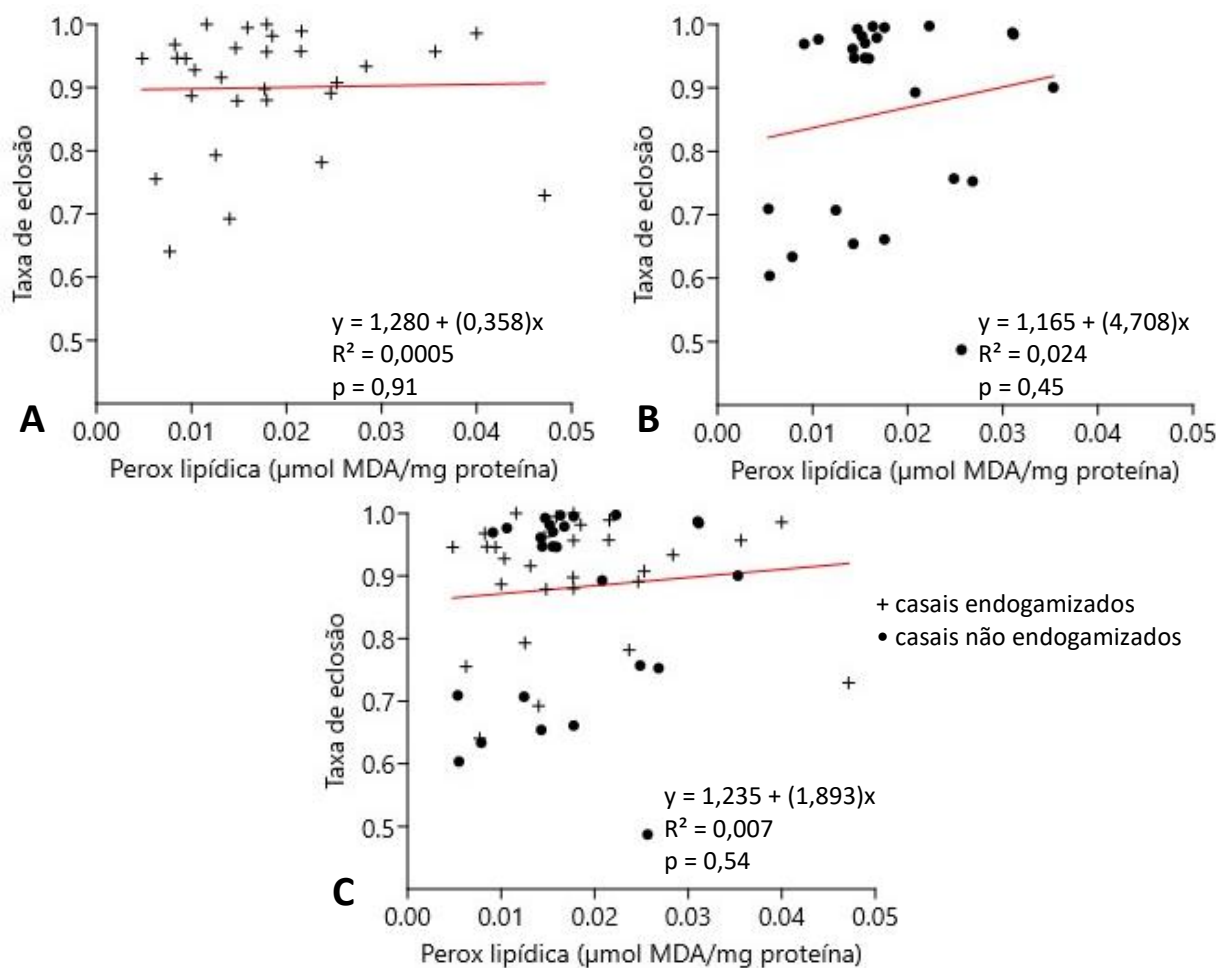 1.0
0.9
0.8
0.7
0.6
0.5
Taxa de eclosão
y = 1,280 + (0,358)x
R² = 0,0005
p = 0,91
A
0.00 0.01 0.02 0.03 0.04 0.05
Perox lipídica (µmol MDA/mg proteína)
1.0
0.9
0.8
0.7
0.6
0.5
Taxa de eclosão
y = 1,165 + (4,708)x
R² = 0,024
p = 0,45
B
0.00 0.01 0.02 0.03 0.04 0.05
Perox lipídica (µmol MDA/mg proteína)
1.0
0.9
0.8
0.7
0.6
0.5
Taxa de eclosão
+ casais endogamizados
• casais não endogamizados
y = 1,235 + (1,893)x
R² = 0,007
p = 0,54
C
0.00 0.01 0.02 0.03 0.04 0.05
Perox lipídica (µmol MDA/mg proteína)